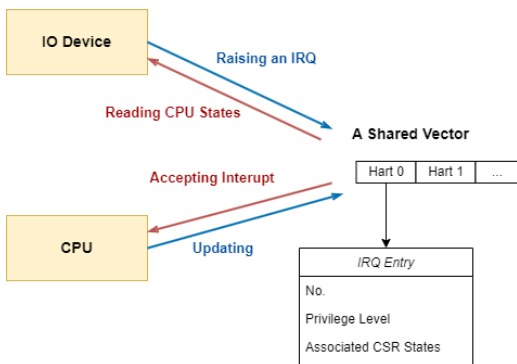 IO Device
Raising an IRQ
Reading CPU States
A Shared Vector
Accepting Interupt
Hart 0
Hart 1
...
CPU
Updating
IRQ Entry
No.
Privilege Level
Associated CSR States